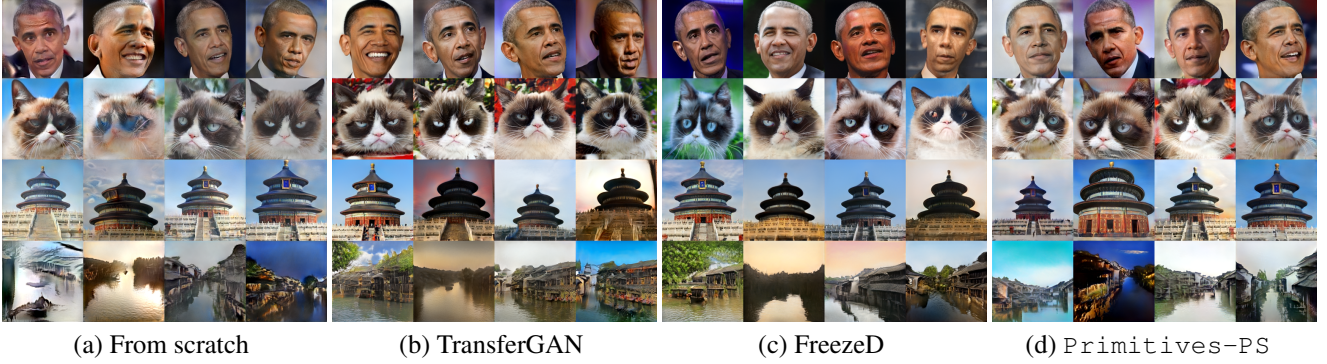 (a) From scratch
(b) TransferGAN
(c) FreezeD
(d) Primitives-PS